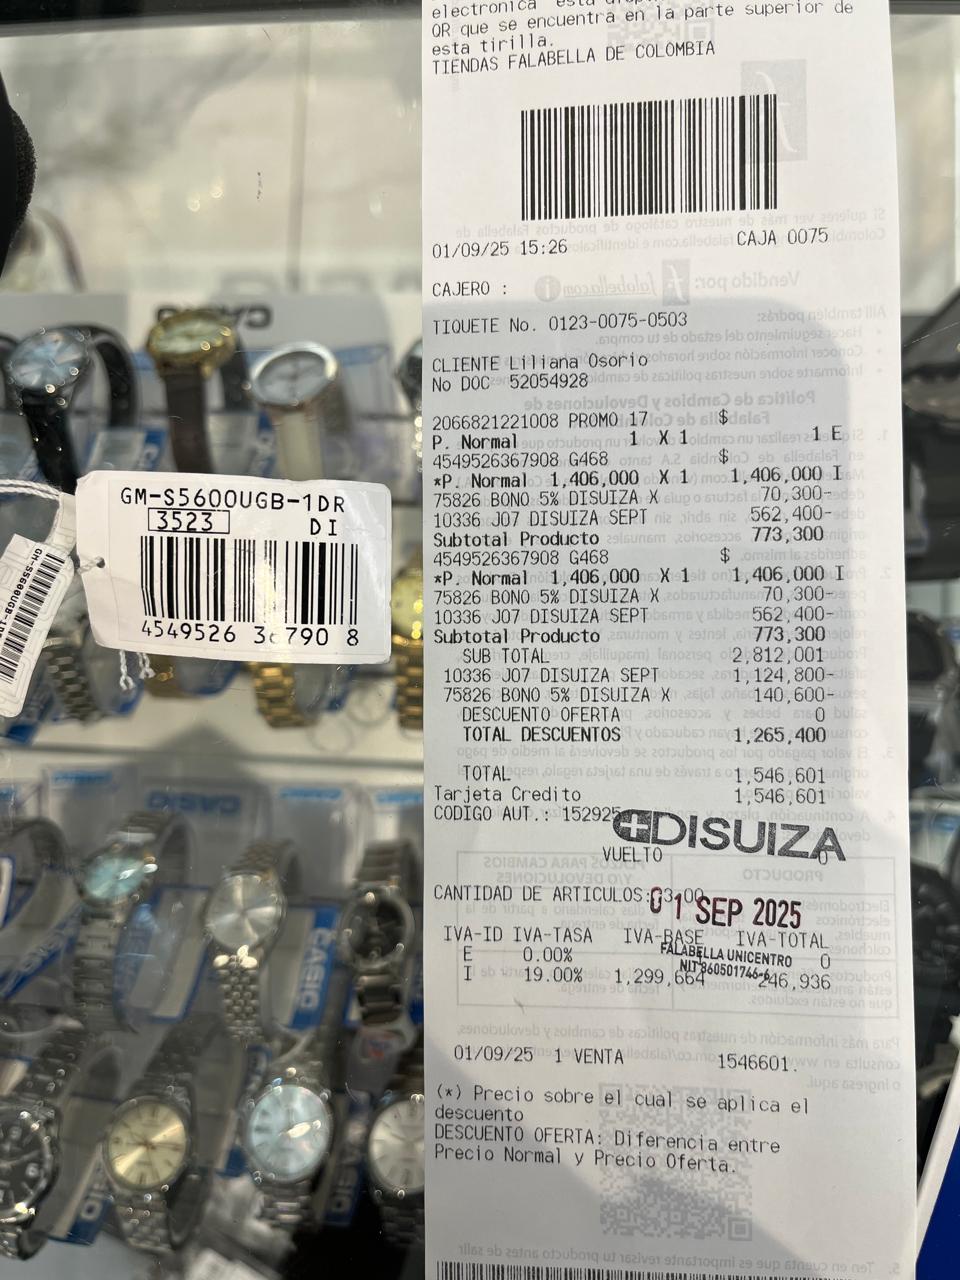 electronica esta
QR que se encuentra en la parte superior de
esta tirilla.
TIENDAS FALABELLA DE COLOMBIA
01/09/25 15:26 CAJA 0075
CAJERO :
TIQUETE No. 0123-0075-0503
CLIENTE Liliana Osorio
No DOC 52054928
2066821221008 PROMO 17 $
P. Normal 1 X 1 1 E
4549526367908 G468 $
*P. Normal 1,406,000 X 1 1,406,000 I
75826 BONO 5% DISUIZA X 70,300-
10336 J07 DISUIZA SEPT 562,400-
Subtotal Producto 773,300
4549526367908 G468 $
*P. Normal 1,406,000 X 1 1,406,000 I
75826 BONO 5% DISUIZA X 70,300-
10336 J07 DISUIZA SEPT 562,400-
Subtotal Producto 773,300
SUB TOTAL 2,812,001
10336 J07 DISUIZA SEPT 1,124,800-
75826 BONO 5% DISUIZA X 140,600-
DESCUENTO OFERTA 0
TOTAL DESCUENTOS 1,265,400
TOTAL 1,546,601
Tarjeta Credito 1,546,601
CODIGO AUT.: 152925
DISUIZA
VUELTO 0
CANTIDAD DE ARTICULOS:03.00
01 SEP 2025
IVA-ID IVA-TASA IVA-BASE IVA-TOTAL
FALABELLA UNICENTRO
E 0.00% 0
NIT 860501746-6
I 19.00% 1,299,664 246,936
01/09/25 1 VENTA 1546601.
(*) Precio sobre el cual se aplica el
descuento
DESCUENTO OFERTA: Diferencia entre
Precio Normal y Precio Oferta.
GM-S5600UGB-1DR
3523 DI
4549526 790 8
CASIO
CASIO
CASIO